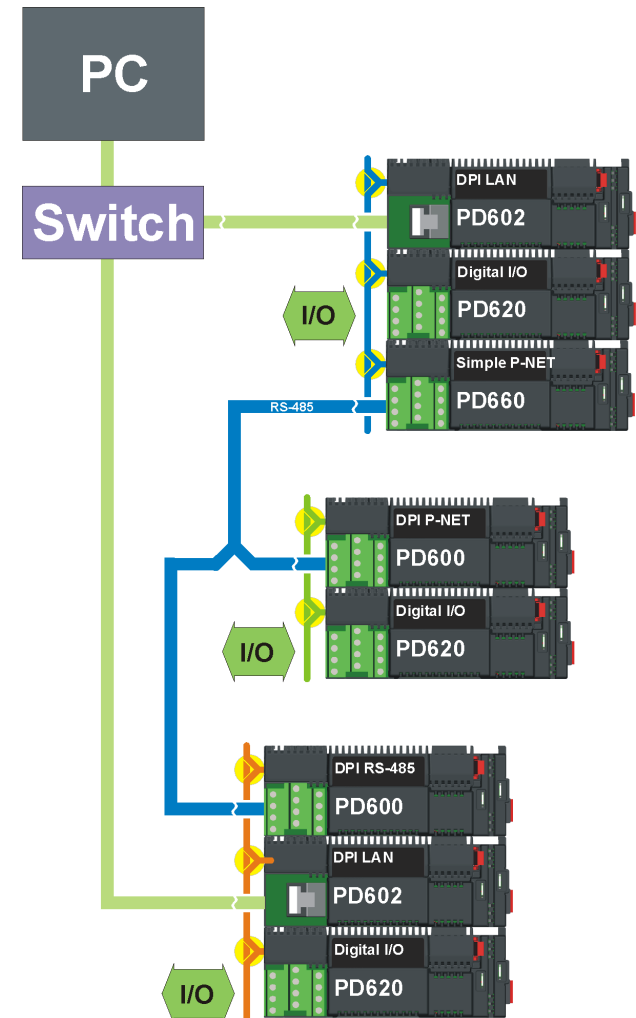 PC
Switch
DPI LAN
PD602
Digital I/O
PD620
I/O
Simple P-NET
PD660
RS-485
DPI P-NET
PD600
Digital I/O
PD620
I/O
DPI RS-485
PD600
DPI LAN
PD602
Digital I/O
PD620
I/O